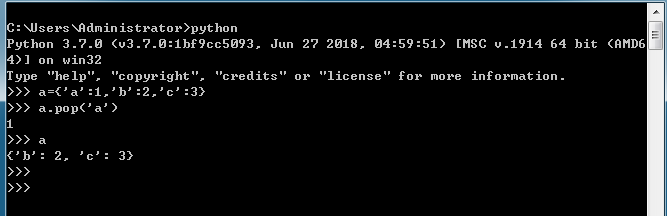 C:\Users\Administrator>python
Python 3.7.0 (v3.7.0:1bf9cc5093, Jun 27 2018, 04:59:51) [MSC v.1914 64 bit (AMD6
4)] on win32
Type "help", "copyright", "credits" or "license" for more information.
>>> a={'a':1,'b':2,'c':3}
>>> a.pop('a')
1
>>> a
{'b': 2, 'c': 3}
>>>
>>>